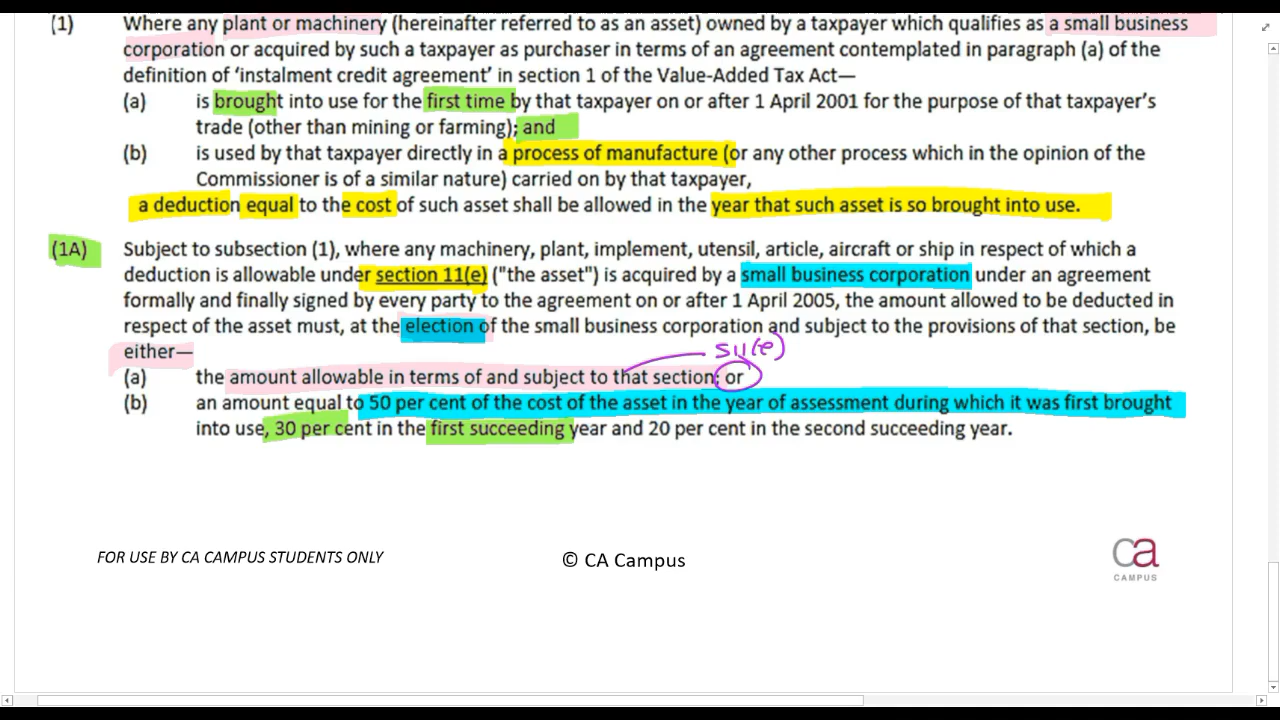 (1) Where any plant or machinery (hereinafter referred to as an asset) owned by a taxpayer which qualifies as a small business
corporation or acquired by such a taxpayer as purchaser in terms of an agreement contemplated in paragraph (a) of the
definition of ‘instalment credit agreement’ in section 1 of the Value-Added Tax Act—
(a) is brought into use for the first time by that taxpayer on or after 1 April 2001 for the purpose of that taxpayer’s
trade (other than mining or farming); and
(b) is used by that taxpayer directly in a process of manufacture (or any other process which in the opinion of the
Commissioner is of a similar nature) carried on by that taxpayer,
a deduction equal to the cost of such asset shall be allowed in the year that such asset is so brought into use.
(1A) Subject to subsection (1), where any machinery, plant, implement, utensil, article, aircraft or ship in respect of which a
deduction is allowable under section 11(e) ("the asset") is acquired by a small business corporation under an agreement
formally and finally signed by every party to the agreement on or after 1 April 2005, the amount allowed to be deducted in
respect of the asset must, at the election of the small business corporation and subject to the provisions of that section, be
either—
S11(e)
(a) the amount allowable in terms of and subject to that section; or
(b) an amount equal to 50 per cent of the cost of the asset in the year of assessment during which it was first brought
into use, 30 per cent in the first succeeding year and 20 per cent in the second succeeding year.
FOR USE BY CA CAMPUS STUDENTS ONLY
© CA Campus
ca
CAMPUS